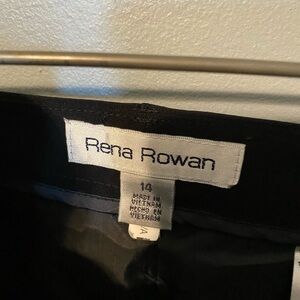 Rena Rowan
14
MADE IN
VIETNAM
HECHO EN
VIETNAM